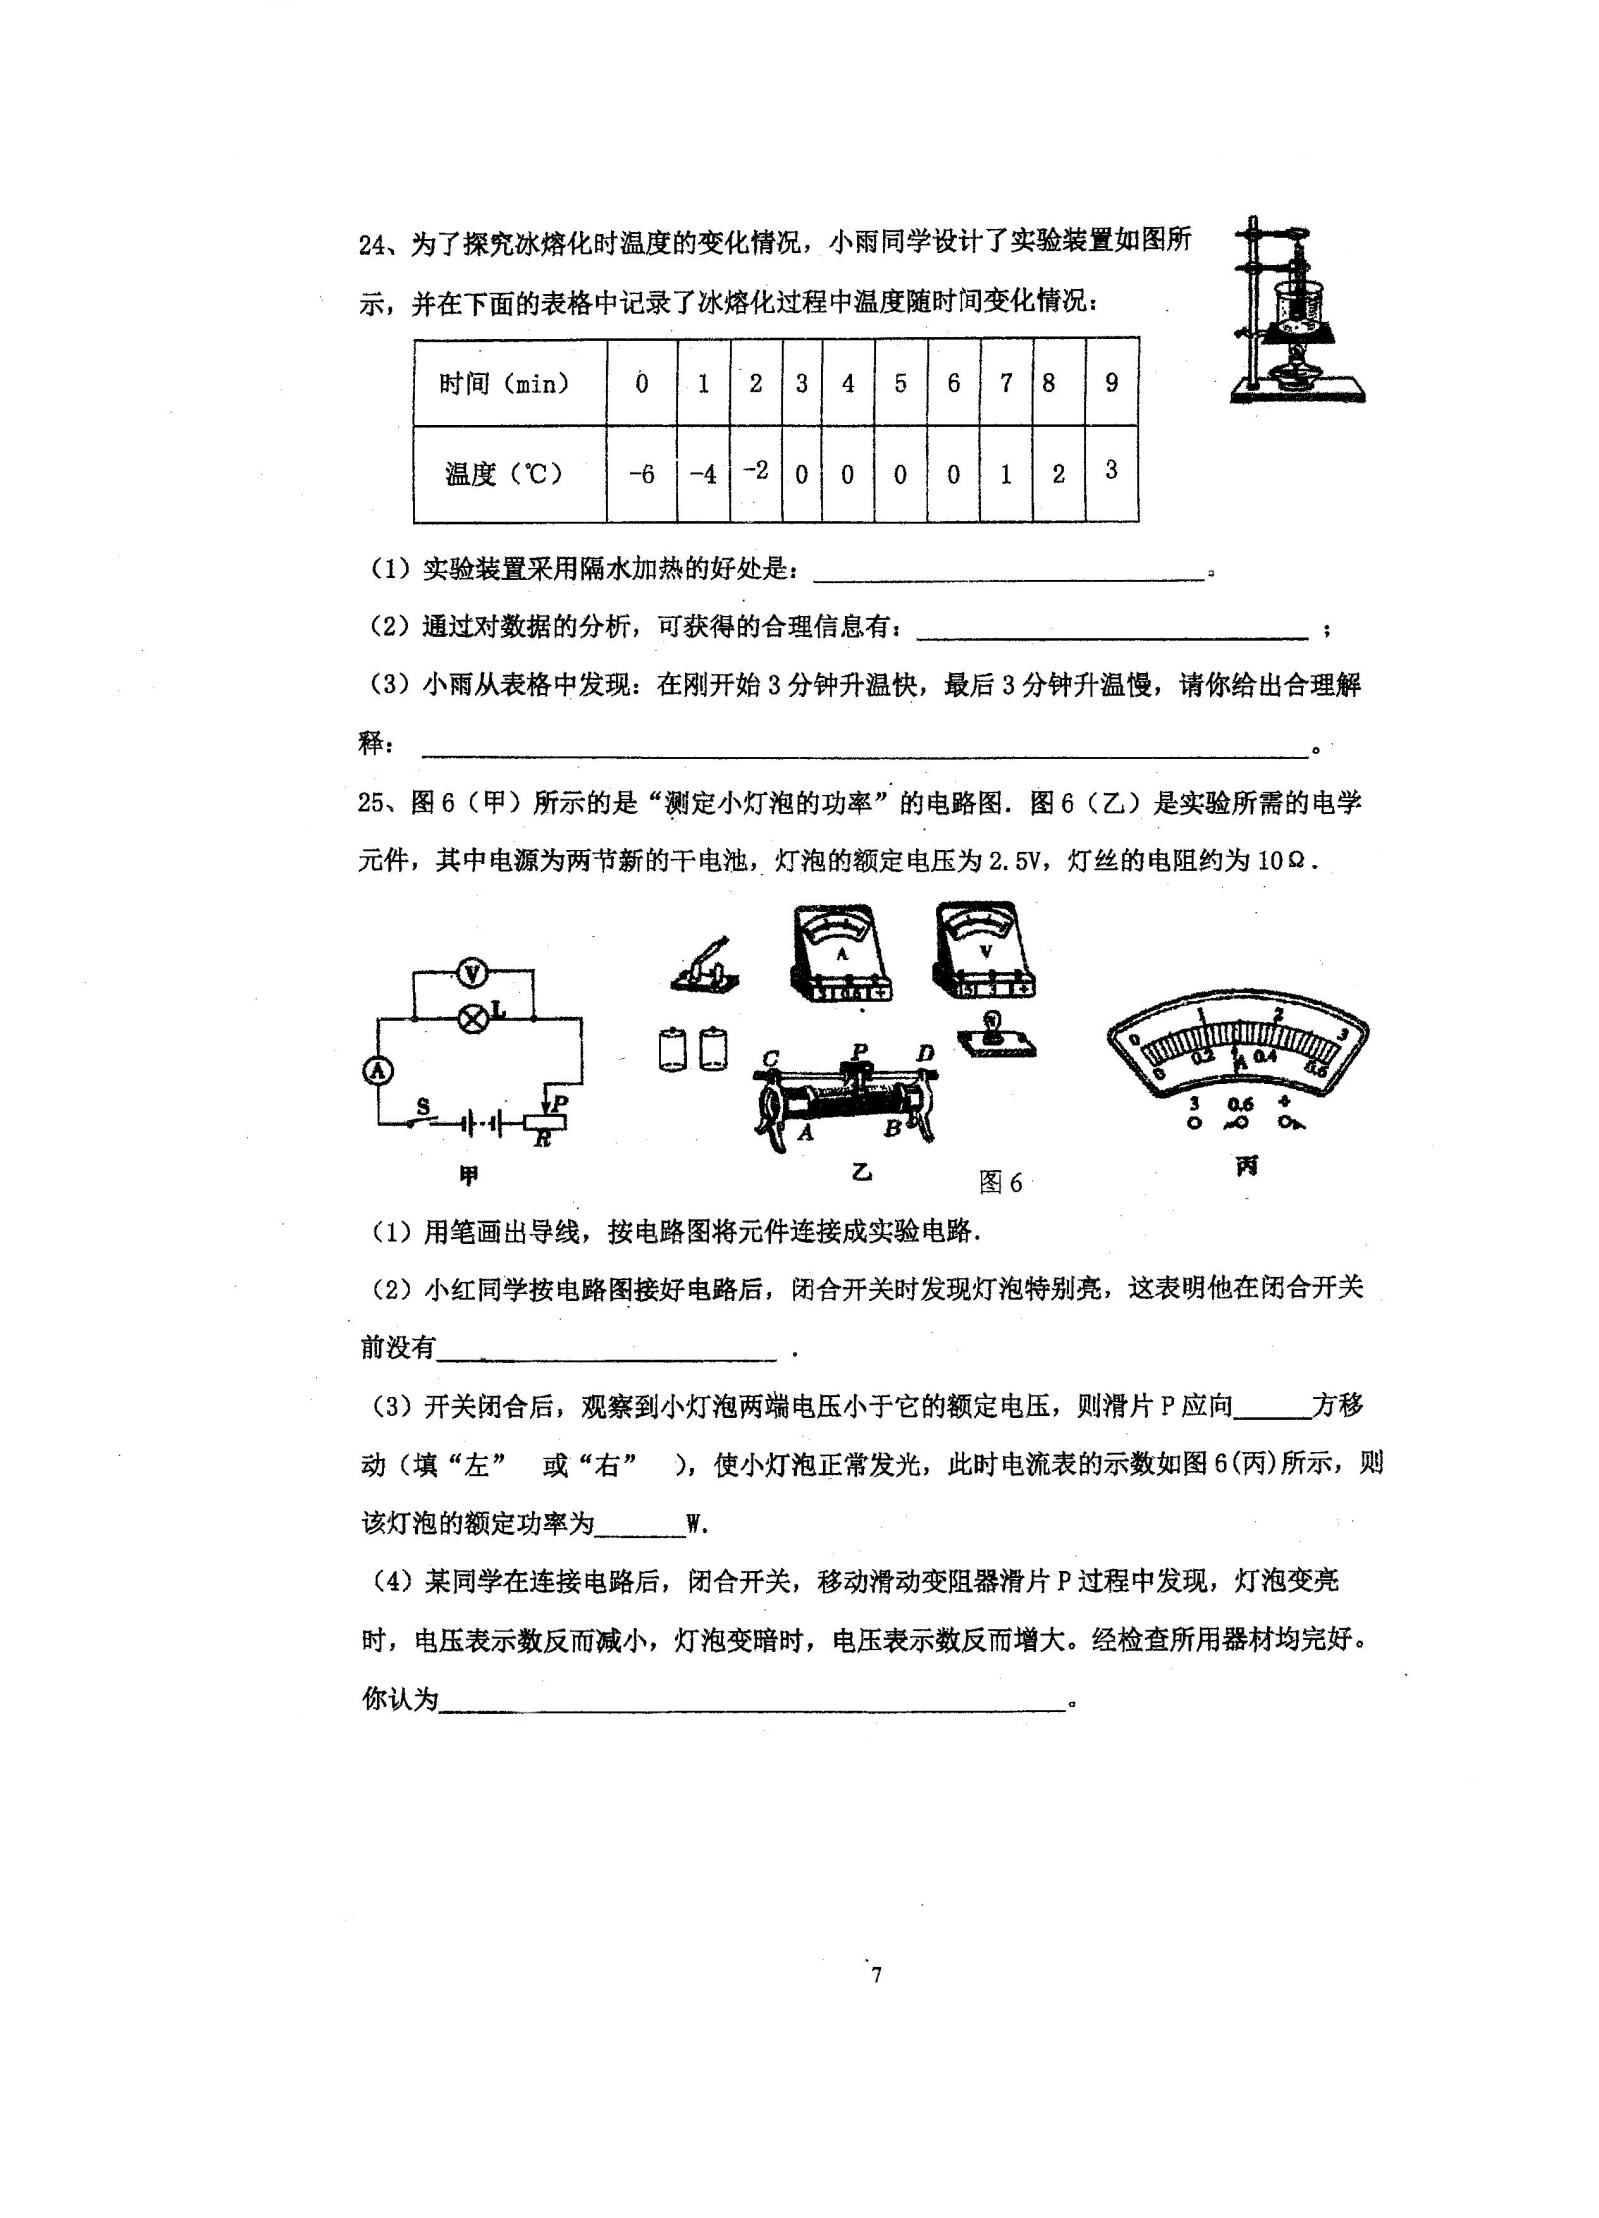 24、为了探究冰熔化时温度的变化情况，小雨同学设计了实验装置如图所
示，并在下面的表格中记录了冰熔化过程中温度随时间变化情况：
时间（min） 0 1 2 3 4 5 6 7 8 9
温度（℃） -6 -4 -2 0 0 0 0 1 2 3
（1）实验装置采用隔水加热的好处是：______。
（2）通过对数据的分析，可获得的合理信息有：______；
（3）小雨从表格中发现：在刚开始3分钟升温快，最后3分钟升温慢，请你给出合理解
释：______。
25、图6（甲）所示的是“测定小灯泡的功率”的电路图．图6（乙）是实验所需的电学
元件，其中电源为两节新的干电池，灯泡的额定电压为2.5V，灯丝的电阻约为10Ω．
V
L
A
S
P
R
甲
A
V
C P D
A B
乙
图6
0 1 2 3
0 0.2 A 0.4 0.6
3 0.6 +
丙
（1）用笔画出导线，按电路图将元件连接成实验电路．
（2）小红同学按电路图接好电路后，闭合开关时发现灯泡特别亮，这表明他在闭合开关
前没有______．
（3）开关闭合后，观察到小灯泡两端电压小于它的额定电压，则滑片P应向______方移
动（填“左” 或“右” ），使小灯泡正常发光，此时电流表的示数如图6(丙)所示，则
该灯泡的额定功率为______W．
（4）某同学在连接电路后，闭合开关，移动滑动变阻器滑片P过程中发现，灯泡变亮
时，电压表示数反而减小，灯泡变暗时，电压表示数反而增大。经检查所用器材均完好。
你认为______。
7